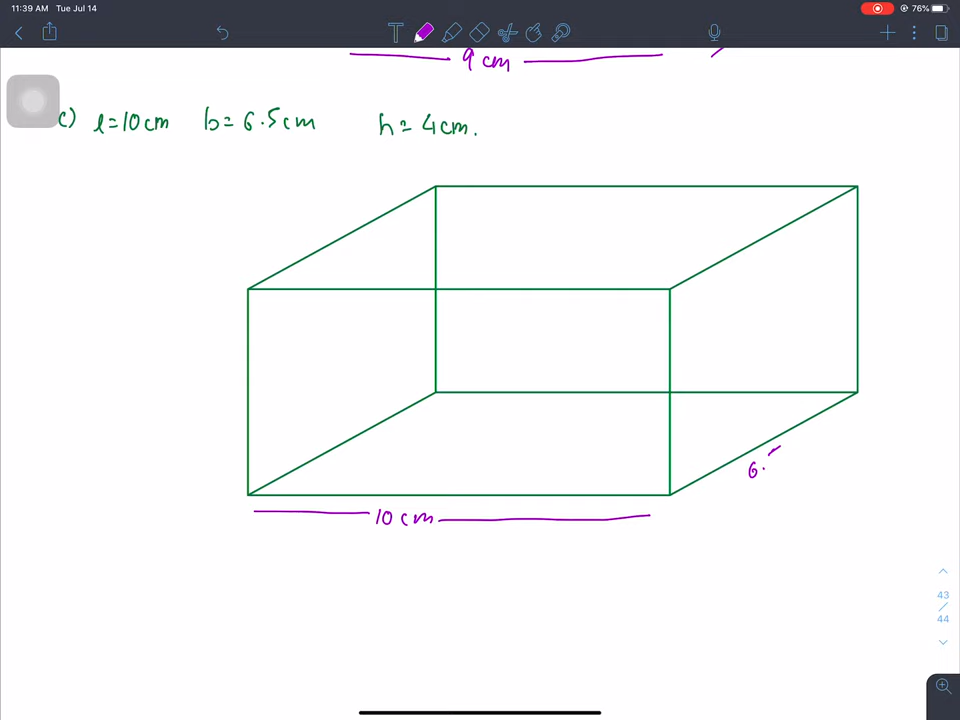 11:39 AM Tue Jul 14
76%
T
9 cm
c) l=10cm b=6.5cm h=4cm.
6.
10 cm
43
/
44